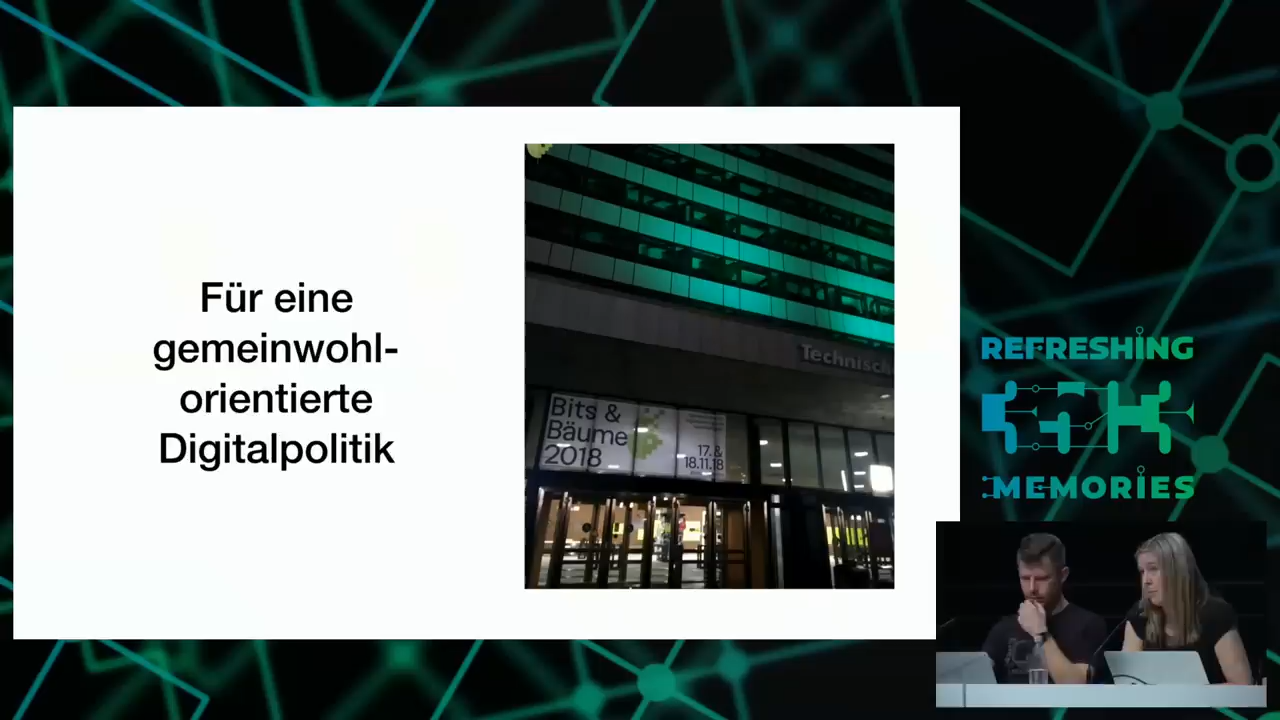 Für eine
gemeinwohl-
orientierte
Digitalpolitik
Technisch
Bits &
Bäume
2018
17. &
18.11.18
REFRESHING
MEMORIES